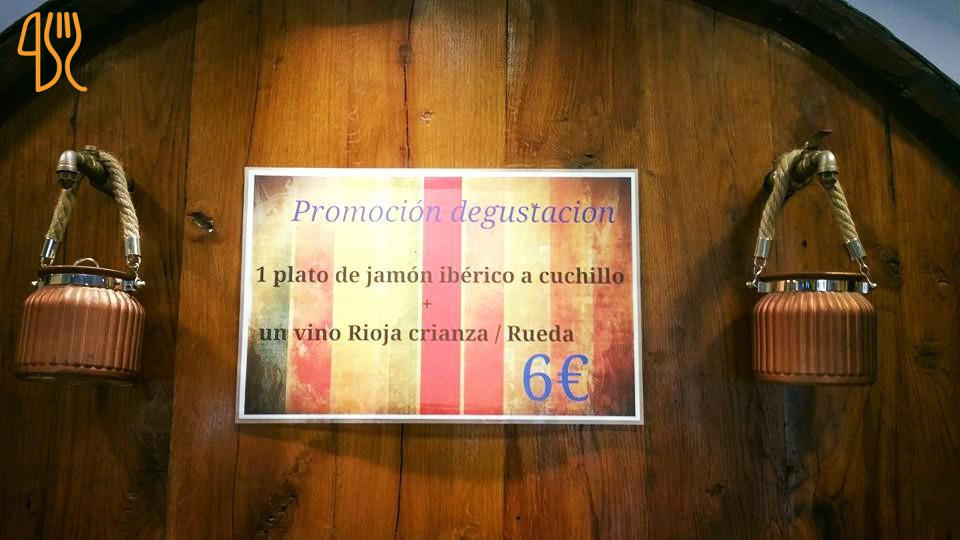 Promoción degustacion
1 plato de jamón ibérico a cuchillo
+
un vino Rioja crianza / Rueda
6€